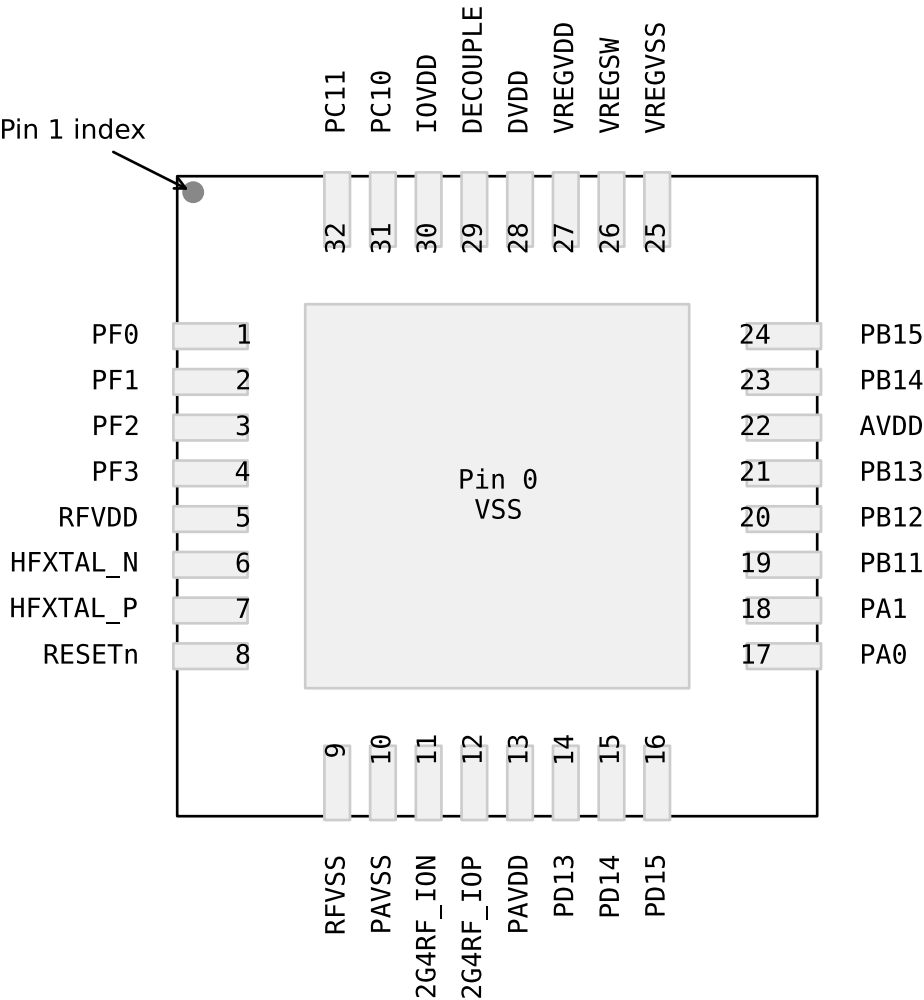 PC11
PC10
IOVDD
DECOUPLE
DVDD
VREGVDD
VREGSW
VREGVSS
Pin 1 index
32
31
30
29
28
27
26
25
PF0 1
PF1 2
PF2 3
PF3 4
RFVDD 5
HFXTAL_N 6
HFXTAL_P 7
RESETn 8
Pin 0
VSS
24 PB15
23 PB14
22 AVDD
21 PB13
20 PB12
19 PB11
18 PA1
17 PA0
9
10
11
12
13
14
15
16
RFVSS
PAVSS
2G4RF_ION
2G4RF_IOP
PAVDD
PD13
PD14
PD15